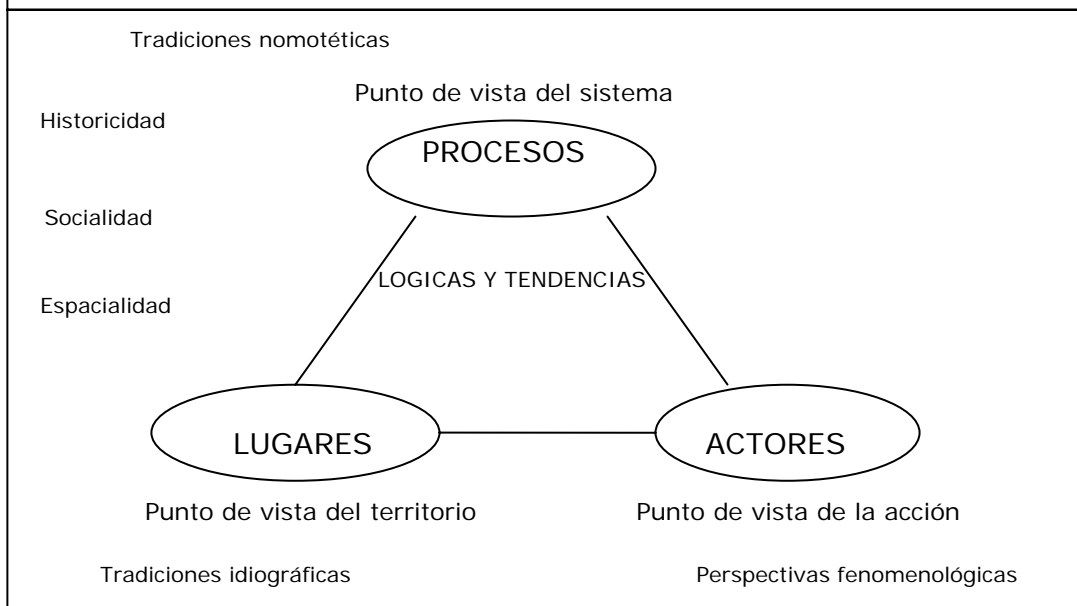 Tradiciones nomotéticas
Punto de vista del sistema
Historicidad
PROCESOS
Socialidad
LOGICAS Y TENDENCIAS
Espacialidad
LUGARES
ACTORES
Punto de vista del territorio
Punto de vista de la acción
Tradiciones idiográficas
Perspectivas fenomenológicas